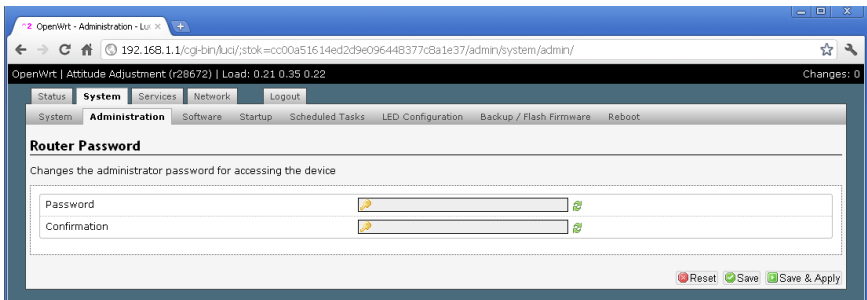 ^2 OpenWrt - Administration - Lu
192.168.1.1/cgi-bin/luci/;stok=cc00a51614ed2d9e096448377c8a1e37/admin/system/admin/
OpenWrt | Attitude Adjustment (r28672) | Load: 0.21 0.35 0.22 Changes: 0
Status System Services Network Logout
System Administration Software Startup Scheduled Tasks LED Configuration Backup / Flash Firmware Reboot
Router Password
Changes the administrator password for accessing the device
Password
Confirmation
Reset Save Save & Apply